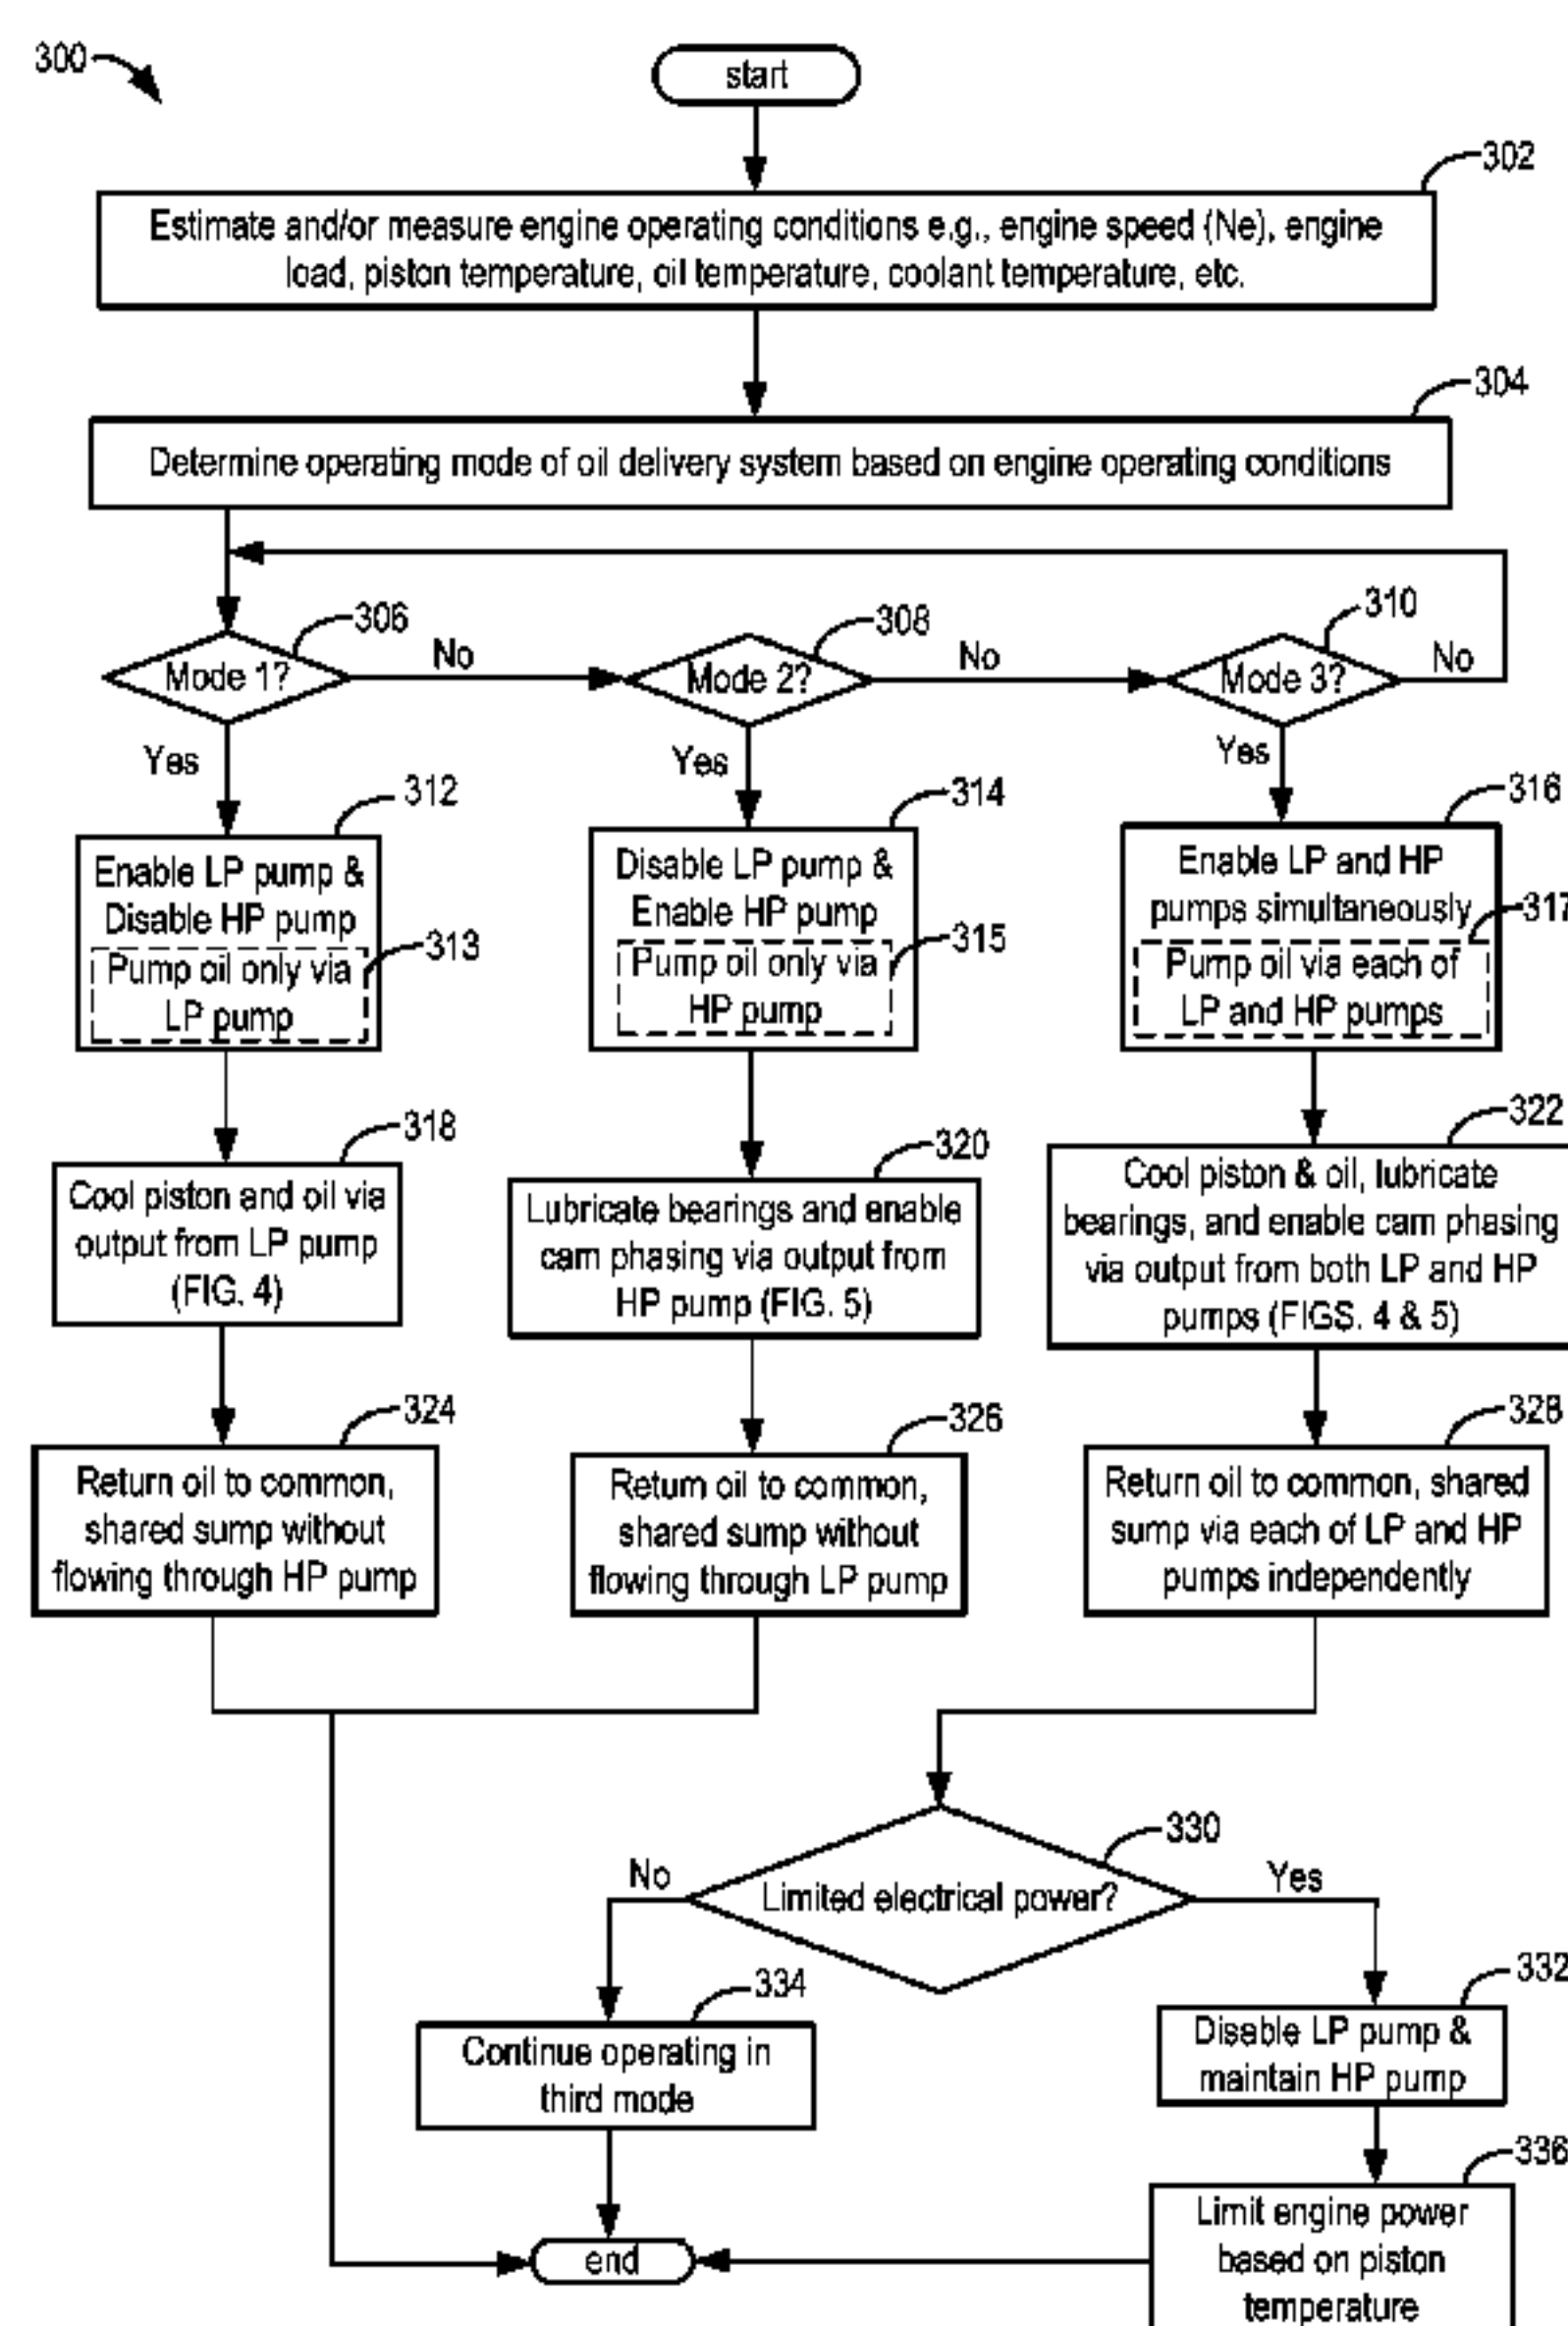 300
start
302
Estimate and/or measure engine operating conditions e.g., engine speed (Ne), engine
load, piston temperature, oil temperature, coolant temperature, etc.
304
Determine operating mode of oil delivery system based on engine operating conditions
306
Mode 1?
No
308
Mode 2?
No
310
Mode 3?
No
Yes
Yes
Yes
312
Enable LP pump &
Disable HP pump
313
Pump oil only via
LP pump
314
Disable LP pump &
Enable HP pump
315
Pump oil only via
HP pump
316
Enable LP and HP
pumps simultaneously
317
Pump oil via each of
LP and HP pumps
318
Cool piston and oil via
output from LP pump
(FIG. 4)
320
Lubricate bearings and enable
cam phasing via output from
HP pump (FIG. 5)
322
Cool piston & oil, lubricate
bearings, and enable cam phasing
via output from both LP and HP
pumps (FIGS. 4 & 5)
324
Return oil to common,
shared sump without
flowing through HP pump
326
Return oil to common,
shared sump without
flowing through LP pump
328
Return oil to common, shared
sump via each of LP and HP
pumps independently
330
Limited electrical power?
No
Yes
334
Continue operating in
third mode
332
Disable LP pump &
maintain HP pump
336
Limit engine power
based on piston
temperature
end